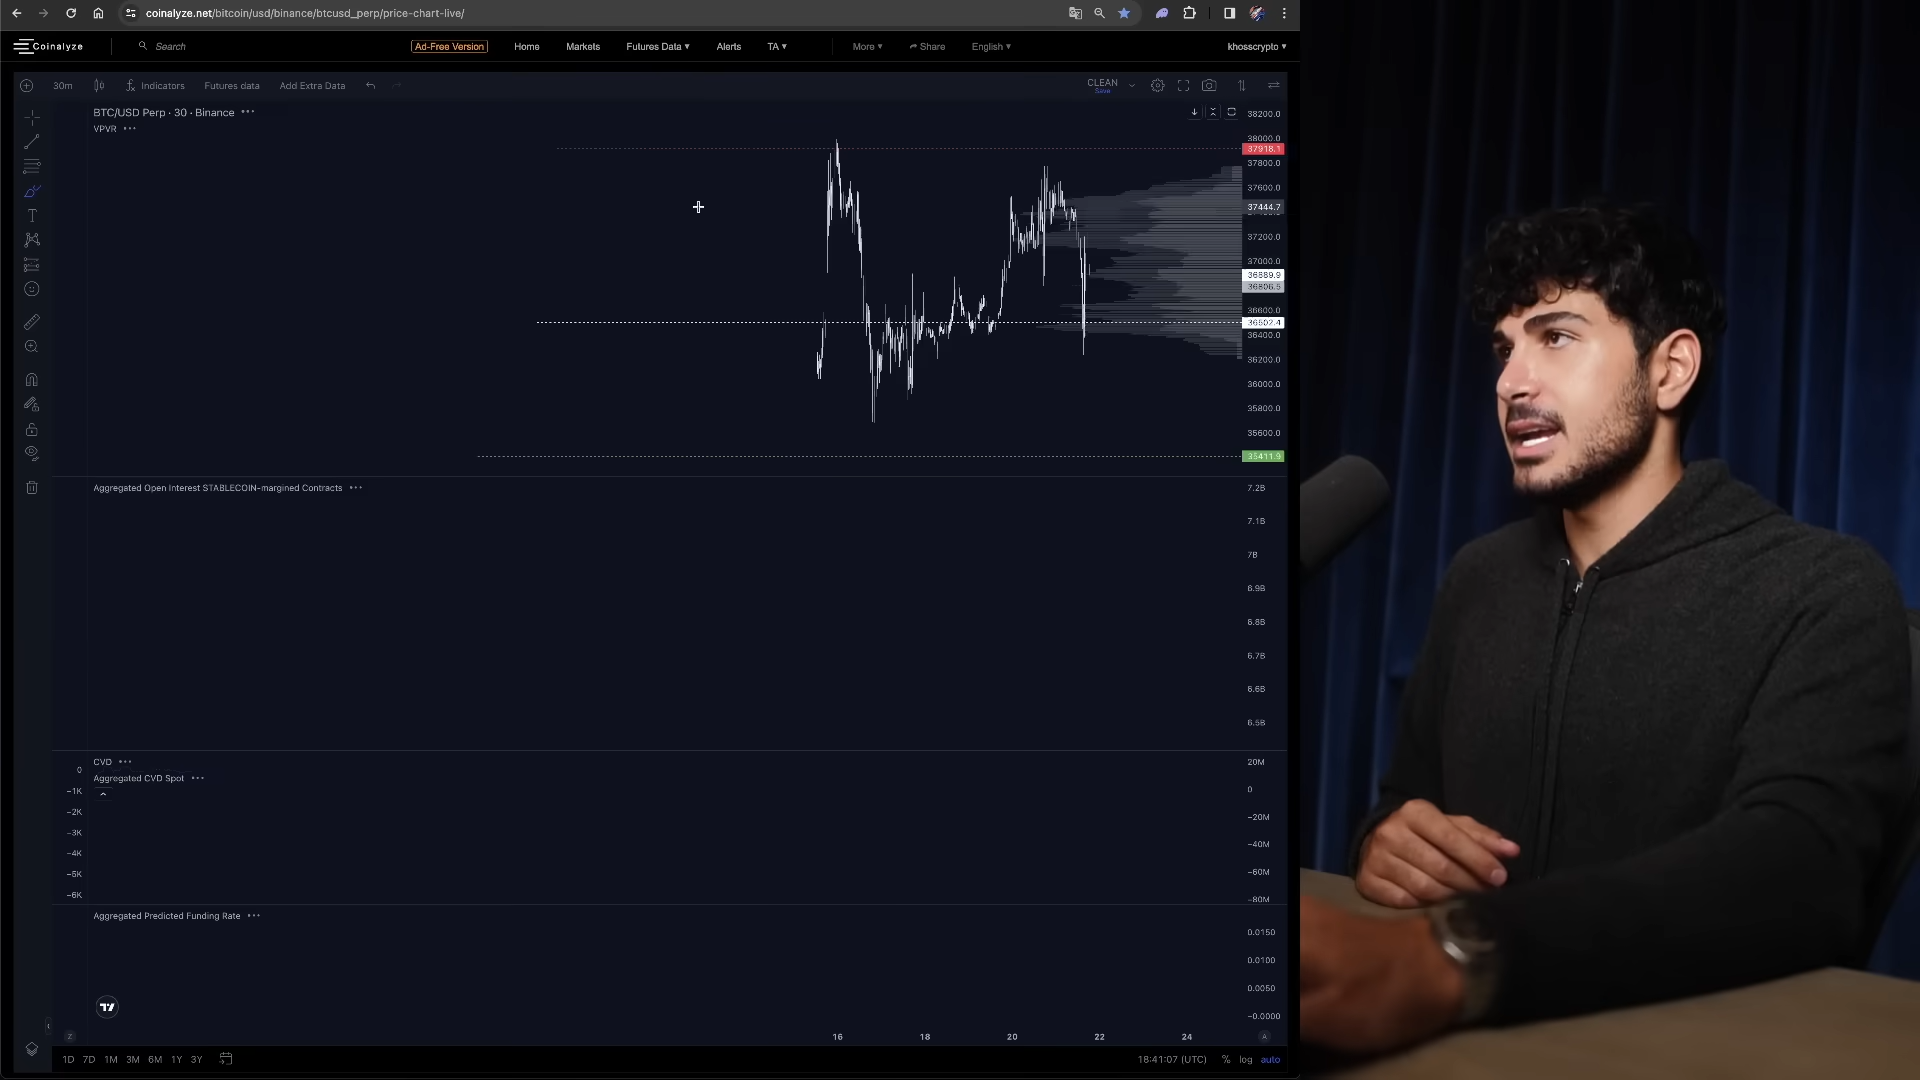 coinalyze.net/bitcoin/usd/binance/btcusd_perp/price-chart-live/
Coinalyze
Search
Ad-Free Version
Home
Markets
Futures Data
Alerts
TA
More
Share
English
khosscrypto
30m
Indicators
Futures data
Add Extra Data
CLEAN
Save
BTC/USD Perp · 30 · Binance
VPVR
38200.0
38000.0
37918.1
37800.0
37600.0
37444.7
37200.0
37000.0
36889.9
36806.5
36600.0
36502.4
36400.0
36200.0
36000.0
35800.0
35600.0
35411.9
Aggregated Open Interest STABLECOIN-margined Contracts
7.2B
7.1B
7B
6.9B
6.8B
6.7B
6.6B
6.5B
CVD
Aggregated CVD Spot
0
−1K
−2K
−3K
−4K
−5K
−6K
20M
0
−20M
−40M
−60M
−80M
Aggregated Predicted Funding Rate
0.0150
0.0100
0.0050
−0.0000
Z
16
18
20
22
24
A
1D 7D 1M 3M 6M 1Y 3Y
18:41:07 (UTC)
%
log
auto